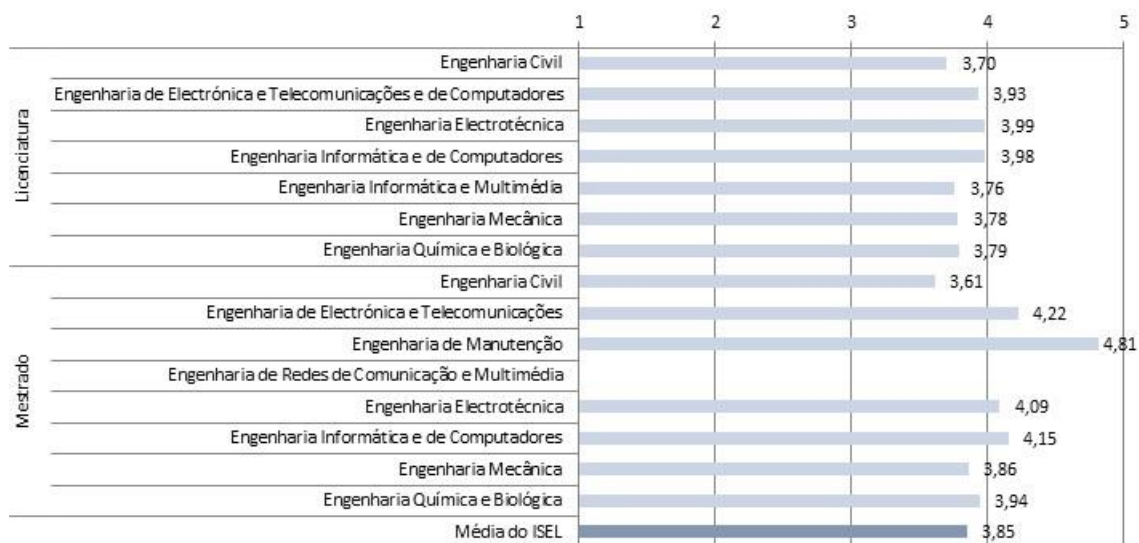 1 2 3 4 5
Licenciatura
Engenharia Civil 3,70
Engenharia de Electrónica e Telecomunicações e de Computadores 3,93
Engenharia Electrotécnica 3,99
Engenharia Informática e de Computadores 3,98
Engenharia Informática e Multimédia 3,76
Engenharia Mecânica 3,78
Engenharia Química e Biológica 3,79
Mestrado
Engenharia Civil 3,61
Engenharia de Electrónica e Telecomunicações 4,22
Engenharia de Manutenção 4,81
Engenharia de Redes de Comunicação e Multimédia
Engenharia Electrotécnica 4,09
Engenharia Informática e de Computadores 4,15
Engenharia Mecânica 3,86
Engenharia Química e Biológica 3,94
Média do ISEL 3,85